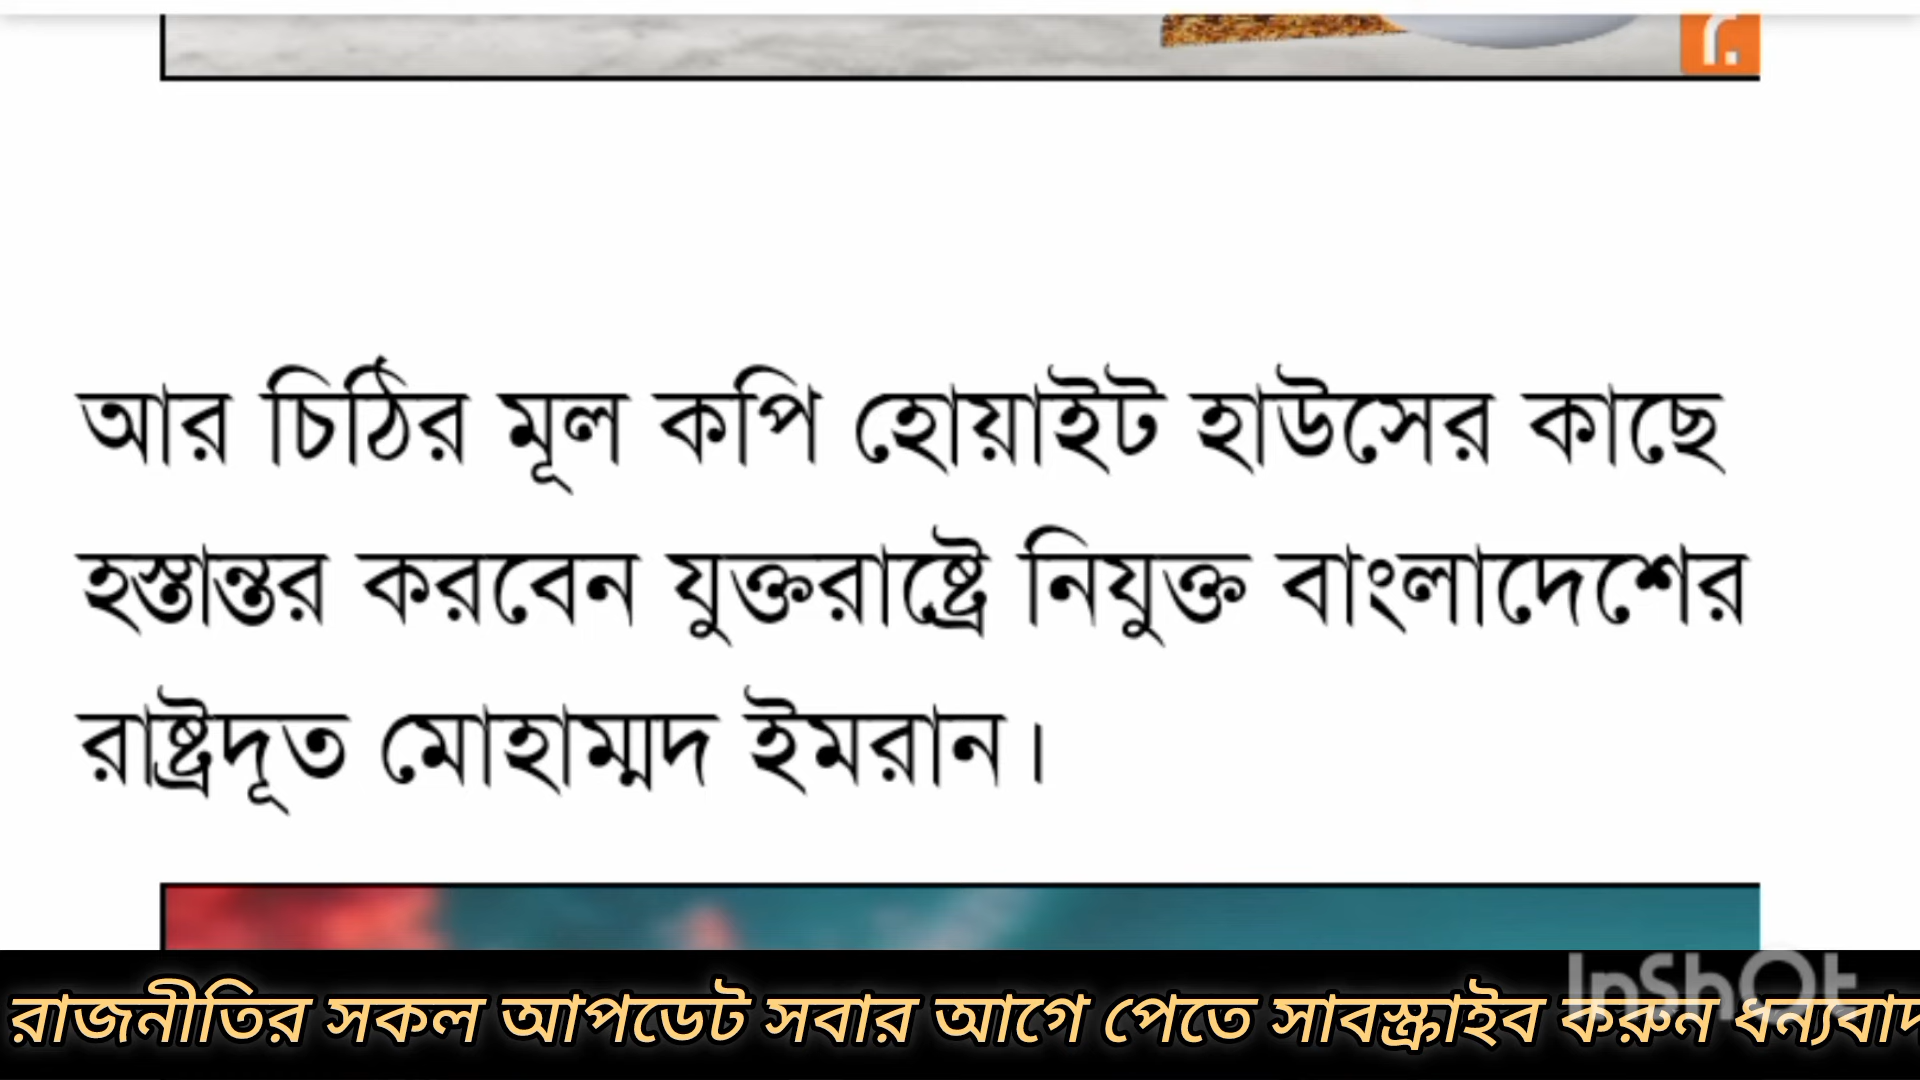 আর চিঠির মূল কপি হোয়াইট হাউসের কাছে
হস্তান্তর করবেন যুক্তরাষ্ট্রে নিযুক্ত বাংলাদেশের
রাষ্ট্রদূত মোহাম্মদ ইমরান।
InShOt
রাজনীতির সকল আপডেট সবার আগে পেতে সাবস্ক্রাইব করুন ধন্যবাদ